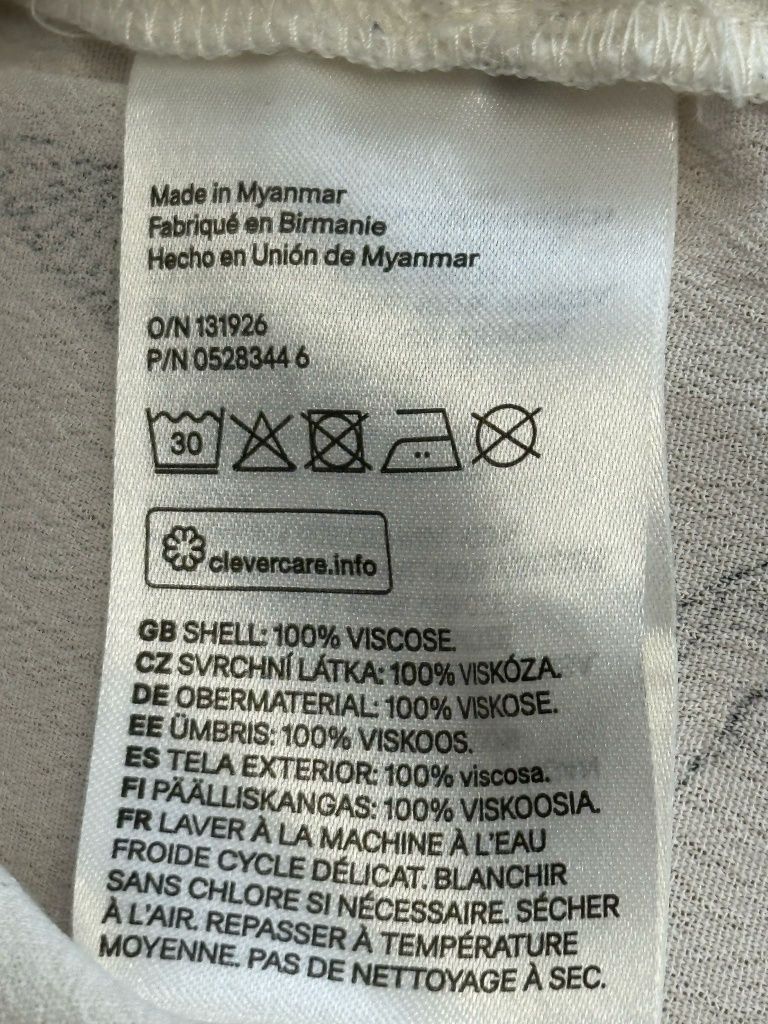 Made in Myanmar
Fabriqué en Birmanie
Hecho en Unión de Myanmar
O/N 131926
P/N 0528344 6
30
clevercare.info
GB SHELL: 100% VISCOSE.
CZ SVRCHNÍ LÁTKA: 100% VISKÓZA.
DE OBERMATERIAL: 100% VISKOSE.
EE ÜMBRIS: 100% VISKOOS.
ES TELA EXTERIOR: 100% viscosa.
FI PÄÄLLISKANGAS: 100% VISKOOSIA.
FR LAVER À LA MACHINE À L'EAU
FROIDE CYCLE DÉLICAT. BLANCHIR
SANS CHLORE SI NÉCESSAIRE. SÉCHER
À L'AIR. REPASSER À TEMPÉRATURE
MOYENNE. PAS DE NETTOYAGE À SEC.